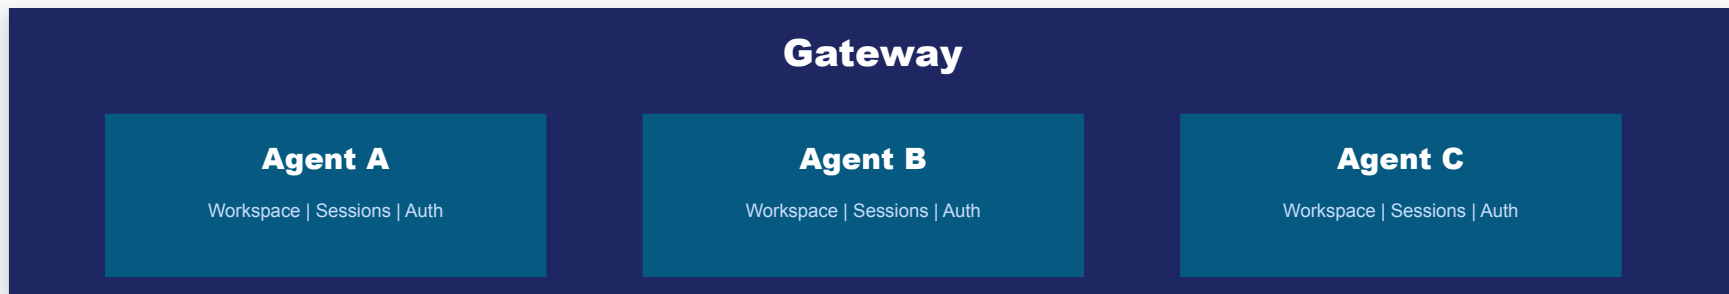 Gateway
Agent A
Workspace | Sessions | Auth
Agent B
Workspace | Sessions | Auth
Agent C
Workspace | Sessions | Auth